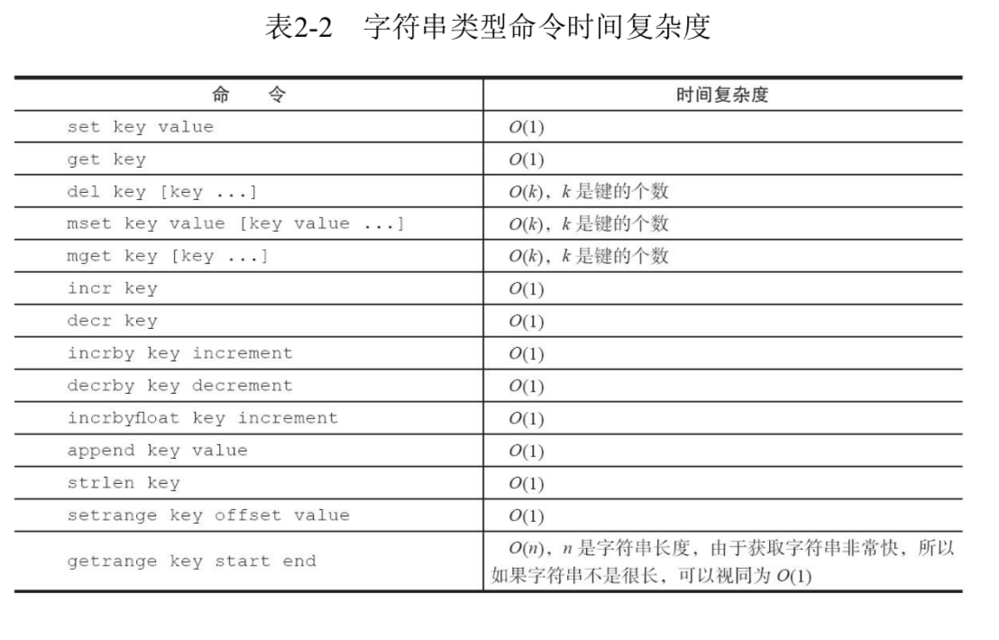 表2-2 字符串类型命令时间复杂度
命 令 时间复杂度
set key value O(1)
get key O(1)
del key [key ...] O(k)，k 是键的个数
mset key value [key value ...] O(k)，k 是键的个数
mget key [key ...] O(k)，k 是键的个数
incr key O(1)
decr key O(1)
incrby key increment O(1)
decrby key decrement O(1)
incrbyfloat key increment O(1)
append key value O(1)
strlen key O(1)
setrange key offset value O(1)
getrange key start end O(n)，n 是字符串长度，由于获取字符串非常快，所以
如果字符串不是很长，可以视同为 O(1)